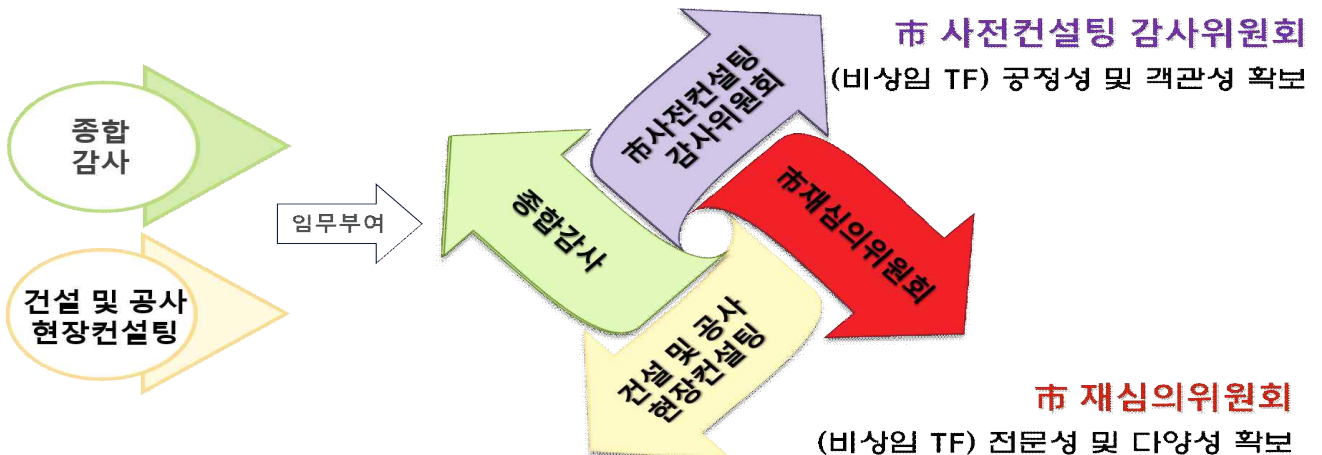 종합
감사
건설 및 공사
현장컨설팅
임무부여
종합감사
市사전컨설팅
감사위원회
市재심의위원회
건설 및 공사
현장컨설팅
市 사전컨설팅 감사위원회
(비상임 TF) 공정성 및 객관성 확보
市 재심의위원회
(비상임 TF) 전문성 및 다양성 확보